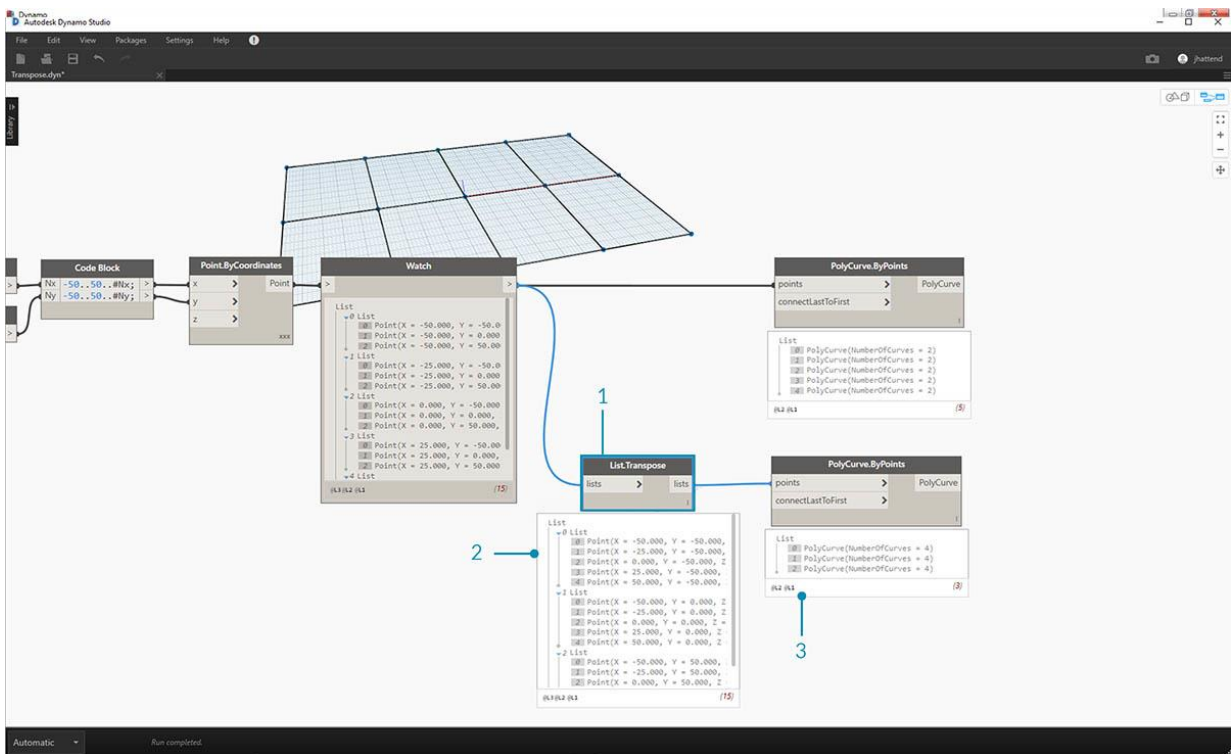 Dynamo
Autodesk Dynamo Studio
File Edit View Packages Settings Help
jhattend
Transpose.dyn*
Library
Code Block
Nx -50..50..#Nx; >
Ny -50..50..#Ny; >
Point.ByCoordinates
x > Point
y >
z >
xxx
Watch
> >
List
0 List
0 Point(X = -50.000, Y = -50.0
1 Point(X = -50.000, Y = 0.000
2 Point(X = -50.000, Y = 50.00
1 List
0 Point(X = -25.000, Y = -50.0
1 Point(X = -25.000, Y = 0.000
2 Point(X = -25.000, Y = 50.00
2 List
0 Point(X = 0.000, Y = -50.000
1 Point(X = 0.000, Y = 0.000,
2 Point(X = 0.000, Y = 50.000,
3 List
0 Point(X = 25.000, Y = -50.00
1 Point(X = 25.000, Y = 0.000,
2 Point(X = 25.000, Y = 50.000
4 List
@L3 @L2 @L1 {15}
PolyCurve.ByPoints
points > PolyCurve
connectLastToFirst >
List
0 PolyCurve(NumberOfCurves = 2)
1 PolyCurve(NumberOfCurves = 2)
2 PolyCurve(NumberOfCurves = 2)
3 PolyCurve(NumberOfCurves = 2)
4 PolyCurve(NumberOfCurves = 2)
@L2 @L1 {5}
1
List.Transpose
lists > lists
2
List
0 List
0 Point(X = -50.000, Y = -50.000,
1 Point(X = -25.000, Y = -50.000,
2 Point(X = 0.000, Y = -50.000, Z
3 Point(X = 25.000, Y = -50.000,
4 Point(X = 50.000, Y = -50.000,
1 List
0 Point(X = -50.000, Y = 0.000, Z
1 Point(X = -25.000, Y = 0.000, Z
2 Point(X = 0.000, Y = 0.000, Z =
3 Point(X = 25.000, Y = 0.000, Z
4 Point(X = 50.000, Y = 0.000, Z
2 List
0 Point(X = -50.000, Y = 50.000,
1 Point(X = -25.000, Y = 50.000,
2 Point(X = 0.000, Y = 50.000, Z
@L3 @L2 @L1 {15}
PolyCurve.ByPoints
points > PolyCurve
connectLastToFirst >
List
0 PolyCurve(NumberOfCurves = 4)
1 PolyCurve(NumberOfCurves = 4)
2 PolyCurve(NumberOfCurves = 4)
@L2 @L1 {3}
3
Automatic
Run completed.